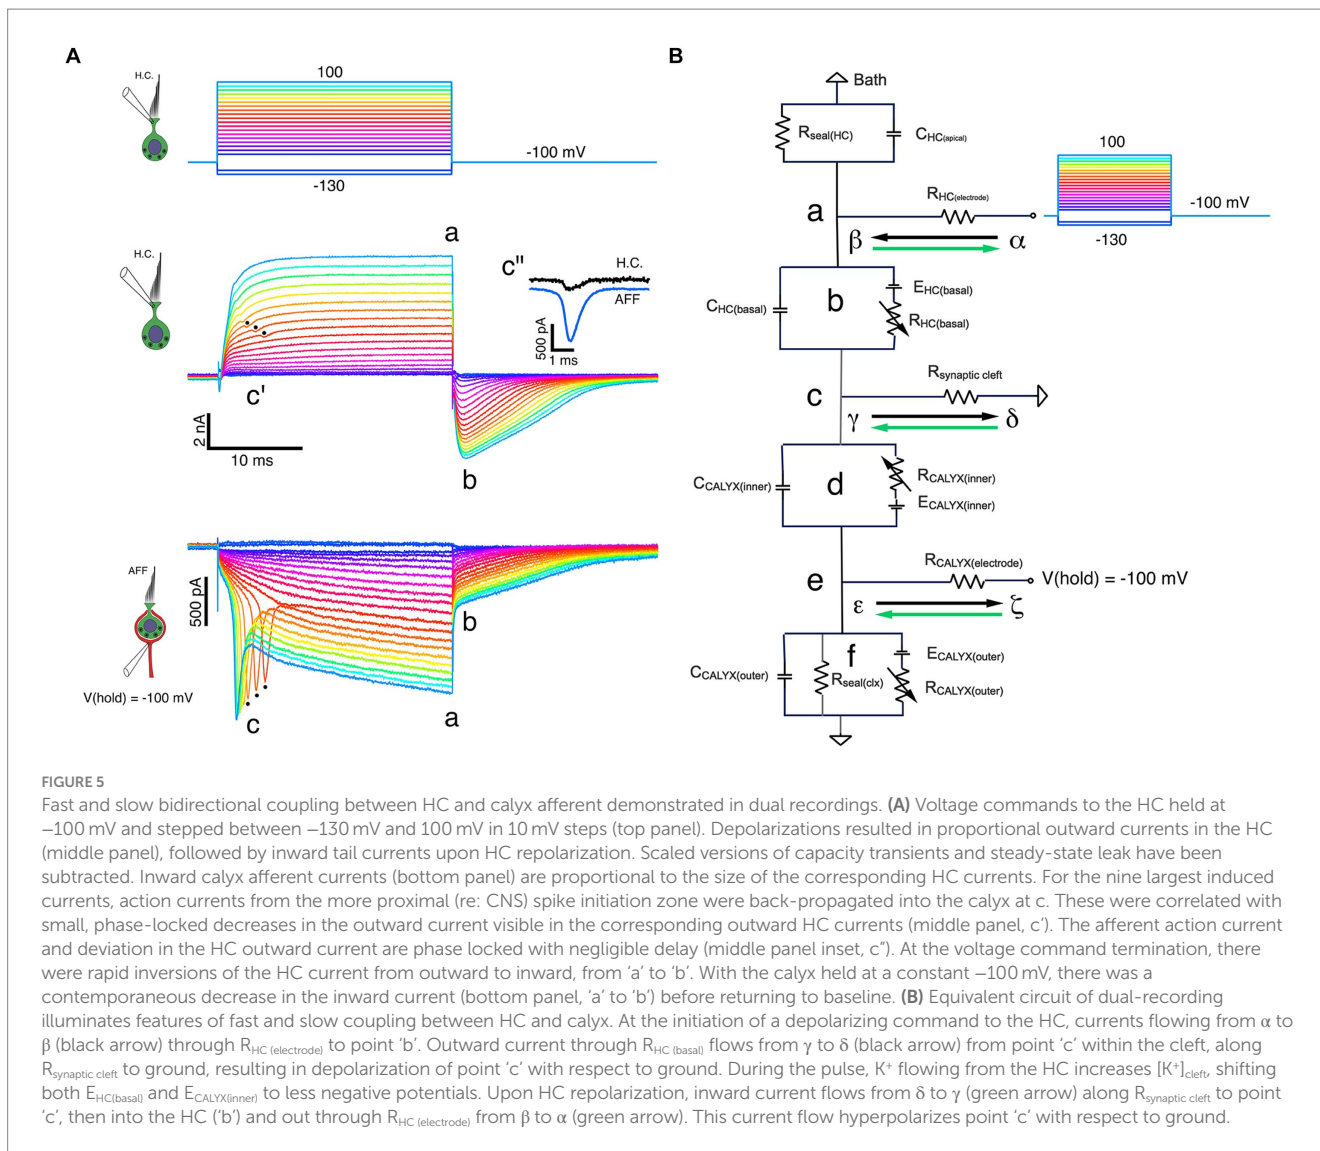 A
H.C.
100
-100 mV
-130
a
H.C.
c"
H.C.
AFF
500 pA
1 ms
c'
2 nA
10 ms
b
AFF
500 pA
V(hold) = -100 mV
b
c
a
B
Bath
Rseal(HC)
CHC(apical)
100
-100 mV
-130
a
RHC(electrode)
β
α
CHC(basal)
b
EHC(basal)
RHC(basal)
c
Rsynaptic cleft
γ
δ
CCALYX(inner)
d
RCALYX(inner)
ECALYX(inner)
e
RCALYX(electrode)
V(hold) = -100 mV
ε
ζ
CCALYX(outer)
f
Rseal(clx)
ECALYX(outer)
RCALYX(outer)
FIGURE 5
Fast and slow bidirectional coupling between HC and calyx afferent demonstrated in dual recordings. (A) Voltage commands to the HC held at
−100 mV and stepped between −130 mV and 100 mV in 10 mV steps (top panel). Depolarizations resulted in proportional outward currents in the HC
(middle panel), followed by inward tail currents upon HC repolarization. Scaled versions of capacity transients and steady-state leak have been
subtracted. Inward calyx afferent currents (bottom panel) are proportional to the size of the corresponding HC currents. For the nine largest induced
currents, action currents from the more proximal (re: CNS) spike initiation zone were back-propagated into the calyx at c. These were correlated with
small, phase-locked decreases in the outward current visible in the corresponding outward HC currents (middle panel, c’). The afferent action current
and deviation in the HC outward current are phase locked with negligible delay (middle panel inset, c”). At the voltage command termination, there
were rapid inversions of the HC current from outward to inward, from ‘a’ to ‘b’. With the calyx held at a constant −100 mV, there was a
contemporaneous decrease in the inward current (bottom panel, ‘a’ to ‘b’) before returning to baseline. (B) Equivalent circuit of dual-recording
illuminates features of fast and slow coupling between HC and calyx. At the initiation of a depolarizing command to the HC, currents flowing from α to
β (black arrow) through RHC (electrode) to point ‘b’. Outward current through RHC (basal) flows from γ to δ (black arrow) from point ‘c’ within the cleft, along
Rsynaptic cleft to ground, resulting in depolarization of point ‘c’ with respect to ground. During the pulse, K+ flowing from the HC increases [K+]cleft, shifting
both EHC(basal) and ECALYX(inner) to less negative potentials. Upon HC repolarization, inward current flows from δ to γ (green arrow) along Rsynaptic cleft to point
‘c’, then into the HC (‘b’) and out through RHC (electrode) from β to α (green arrow). This current flow hyperpolarizes point ‘c’ with respect to ground.